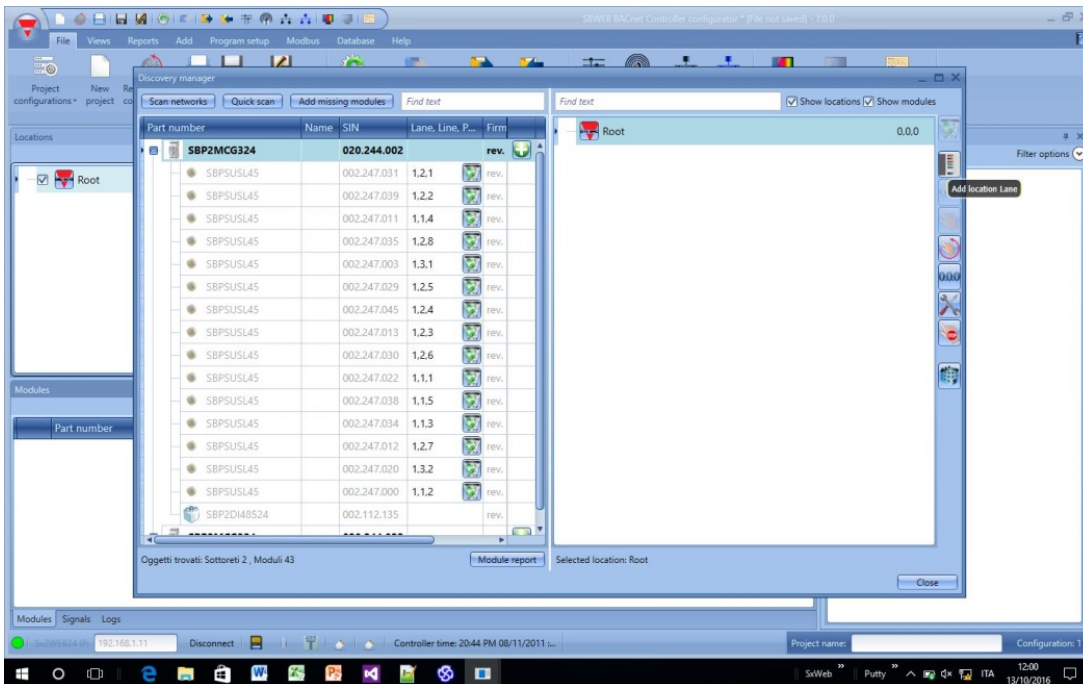 SBWEB BACnet Controller configurator * [File not saved] - 7.0.0
File Views Reports Add Program setup Modbus Database Help
Project configurations
New project
Discovery manager
Scan networks Quick scan Add missing modules Find text Find text Show locations Show modules
Locations
Filter options
Root
Part number Name SIN Lane, Line, P... Firm
SBP2MCG324 020.244.002 rev.
SBPSUSL45 002.247.031 1,2,1 rev.
SBPSUSL45 002.247.039 1,2,2 rev.
SBPSUSL45 002.247.011 1,1,4 rev.
SBPSUSL45 002.247.035 1,2,8 rev.
SBPSUSL45 002.247.003 1,3,1 rev.
SBPSUSL45 002.247.029 1,2,5 rev.
SBPSUSL45 002.247.045 1,2,4 rev.
SBPSUSL45 002.247.013 1,2,3 rev.
SBPSUSL45 002.247.030 1,2,6 rev.
SBPSUSL45 002.247.022 1,1,1 rev.
SBPSUSL45 002.247.038 1,1,5 rev.
SBPSUSL45 002.247.034 1,1,3 rev.
SBPSUSL45 002.247.012 1,2,7 rev.
SBPSUSL45 002.247.020 1,3,2 rev.
SBPSUSL45 002.247.000 1,1,2 rev.
SBP2DI48524 002.112.135 rev.
Root 0,0,0
Add location Lane
0,0,0
Oggetti trovati: Sottoreti 2 , Moduli 43 Module report Selected location: Root
Close
Modules
Part number
Modules Signals Logs
Sx2WEB24 IP: 192.168.1.11 Disconnect Controller time: 20:44 PM 08/11/2011 :... Project name: Configuration: 1
SxWeb Putty ITA 12:00
13/10/2016